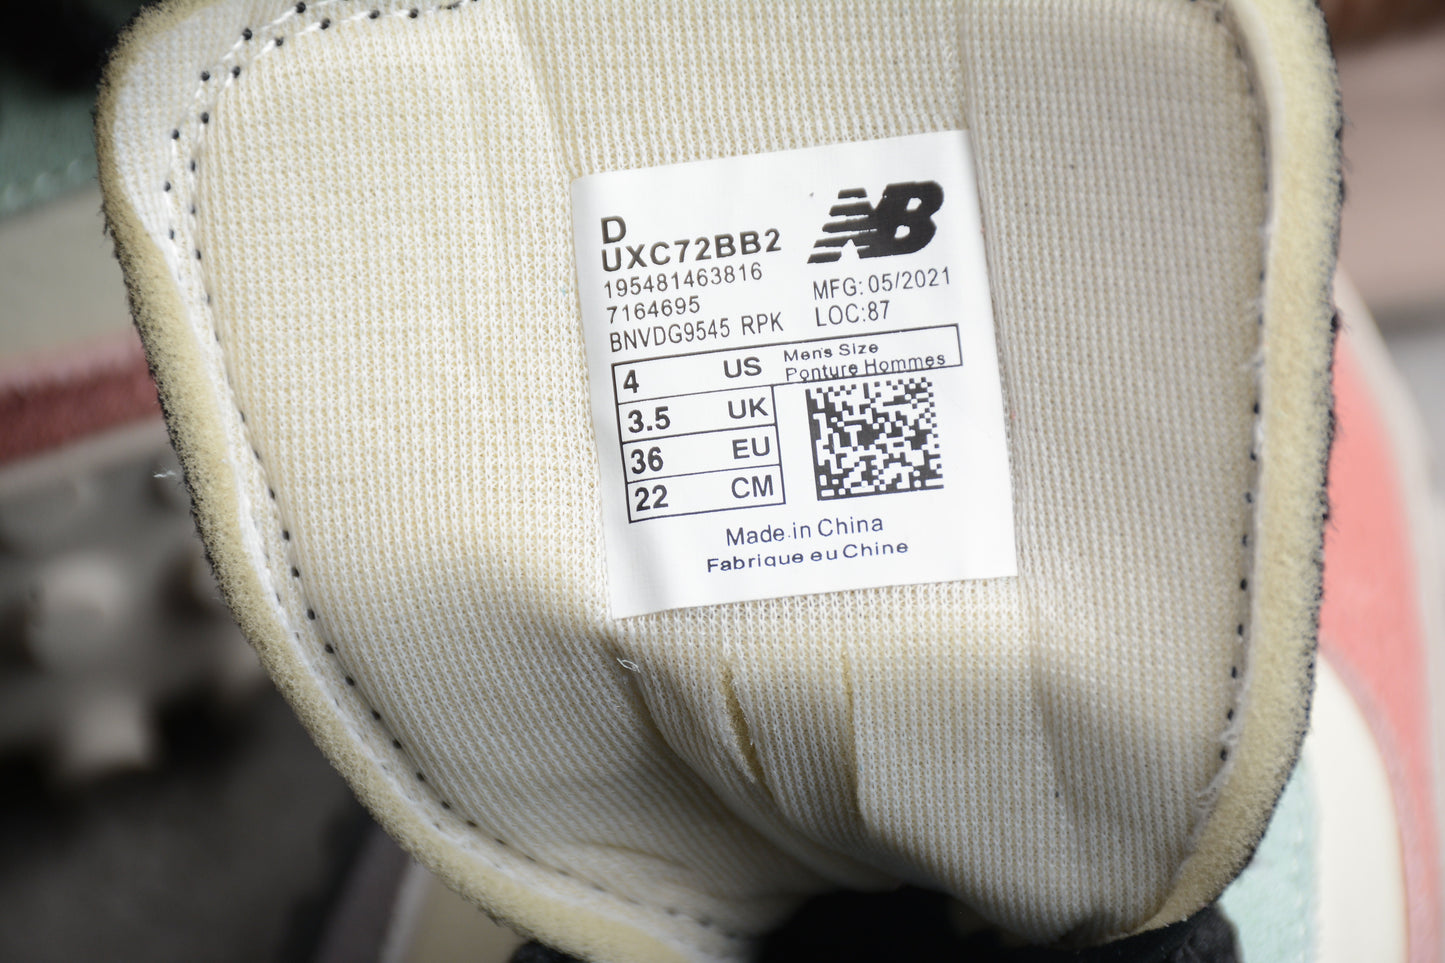 D
UXC72BB2
195481463816
7164695
BNVDG9545 RPK
NB
MFG: 05/2021
LOC:87
4 US
Men's Size
Ponture Hommes
3.5 UK
36 EU
22 CM
Made in China
Fabrique eu Chine